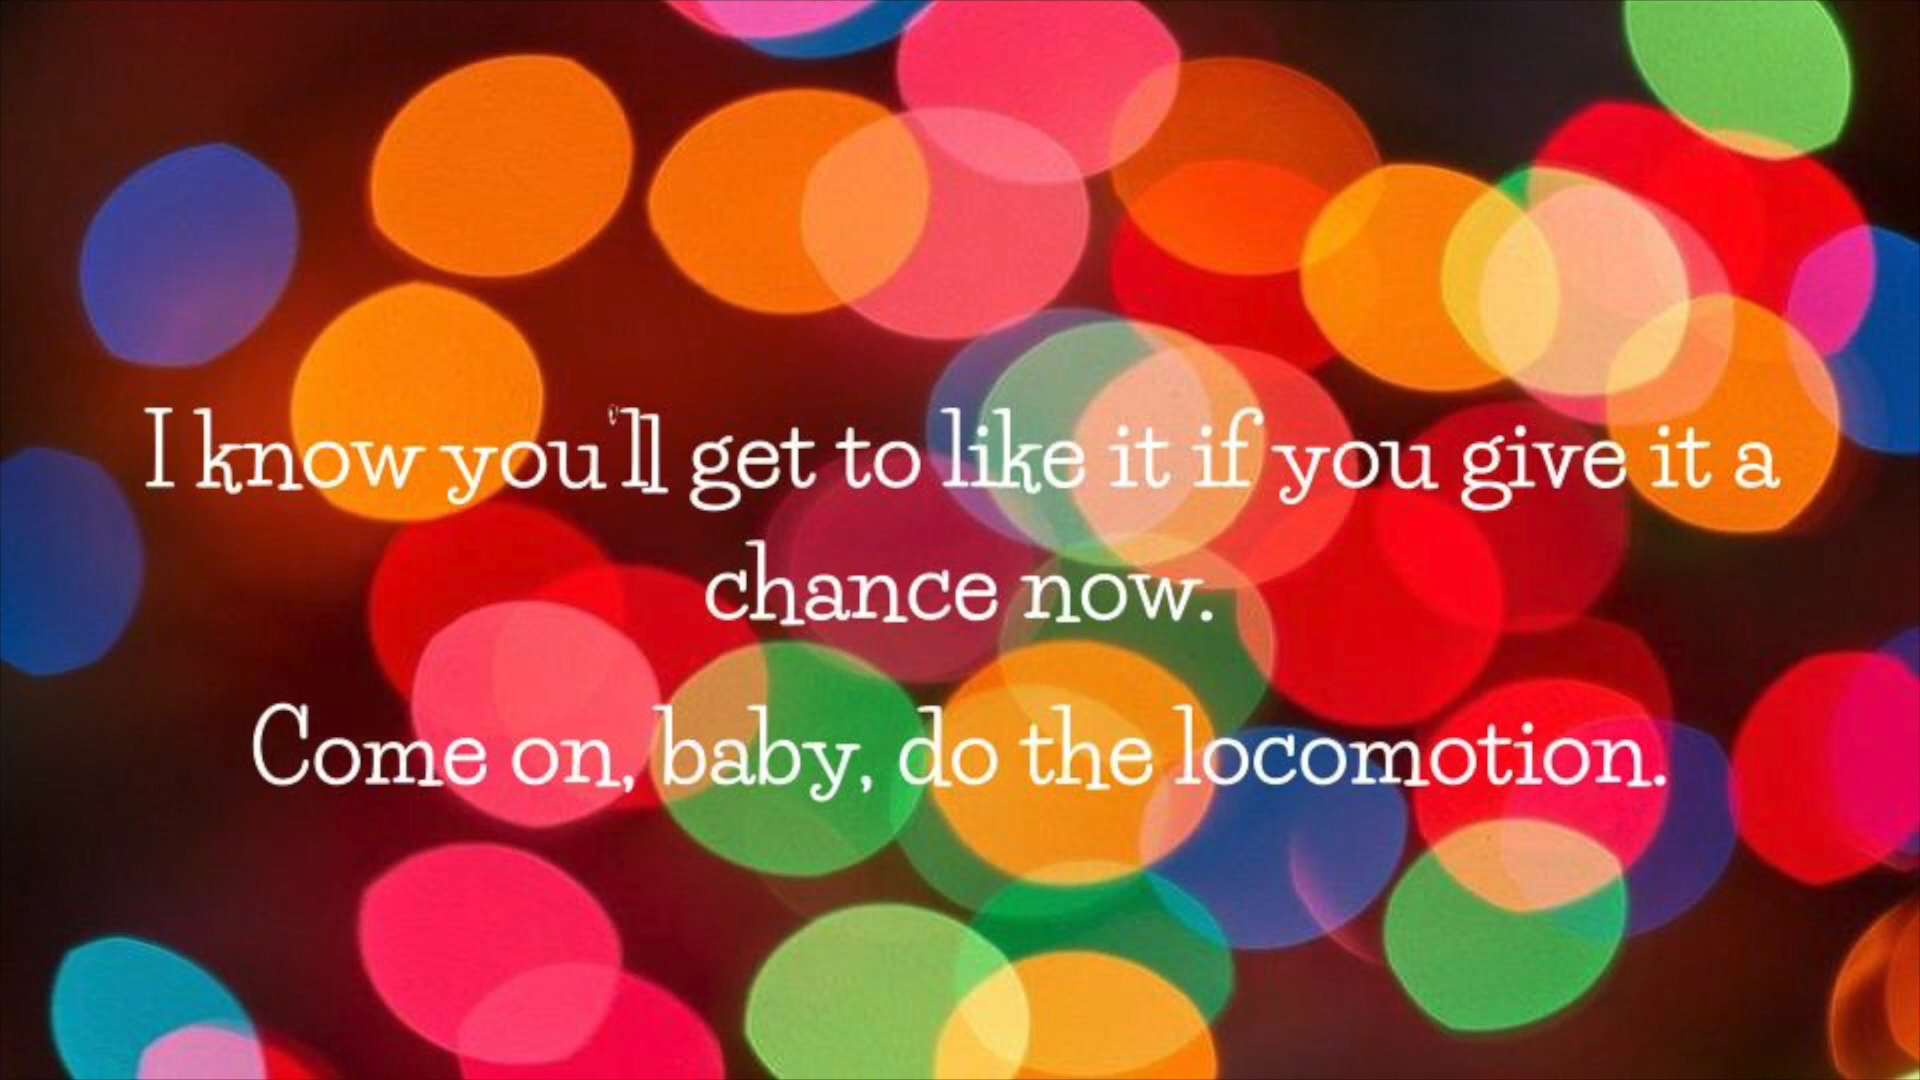 I know you'll get to like it if you give it a
chance now.
Come on, baby, do the locomotion.